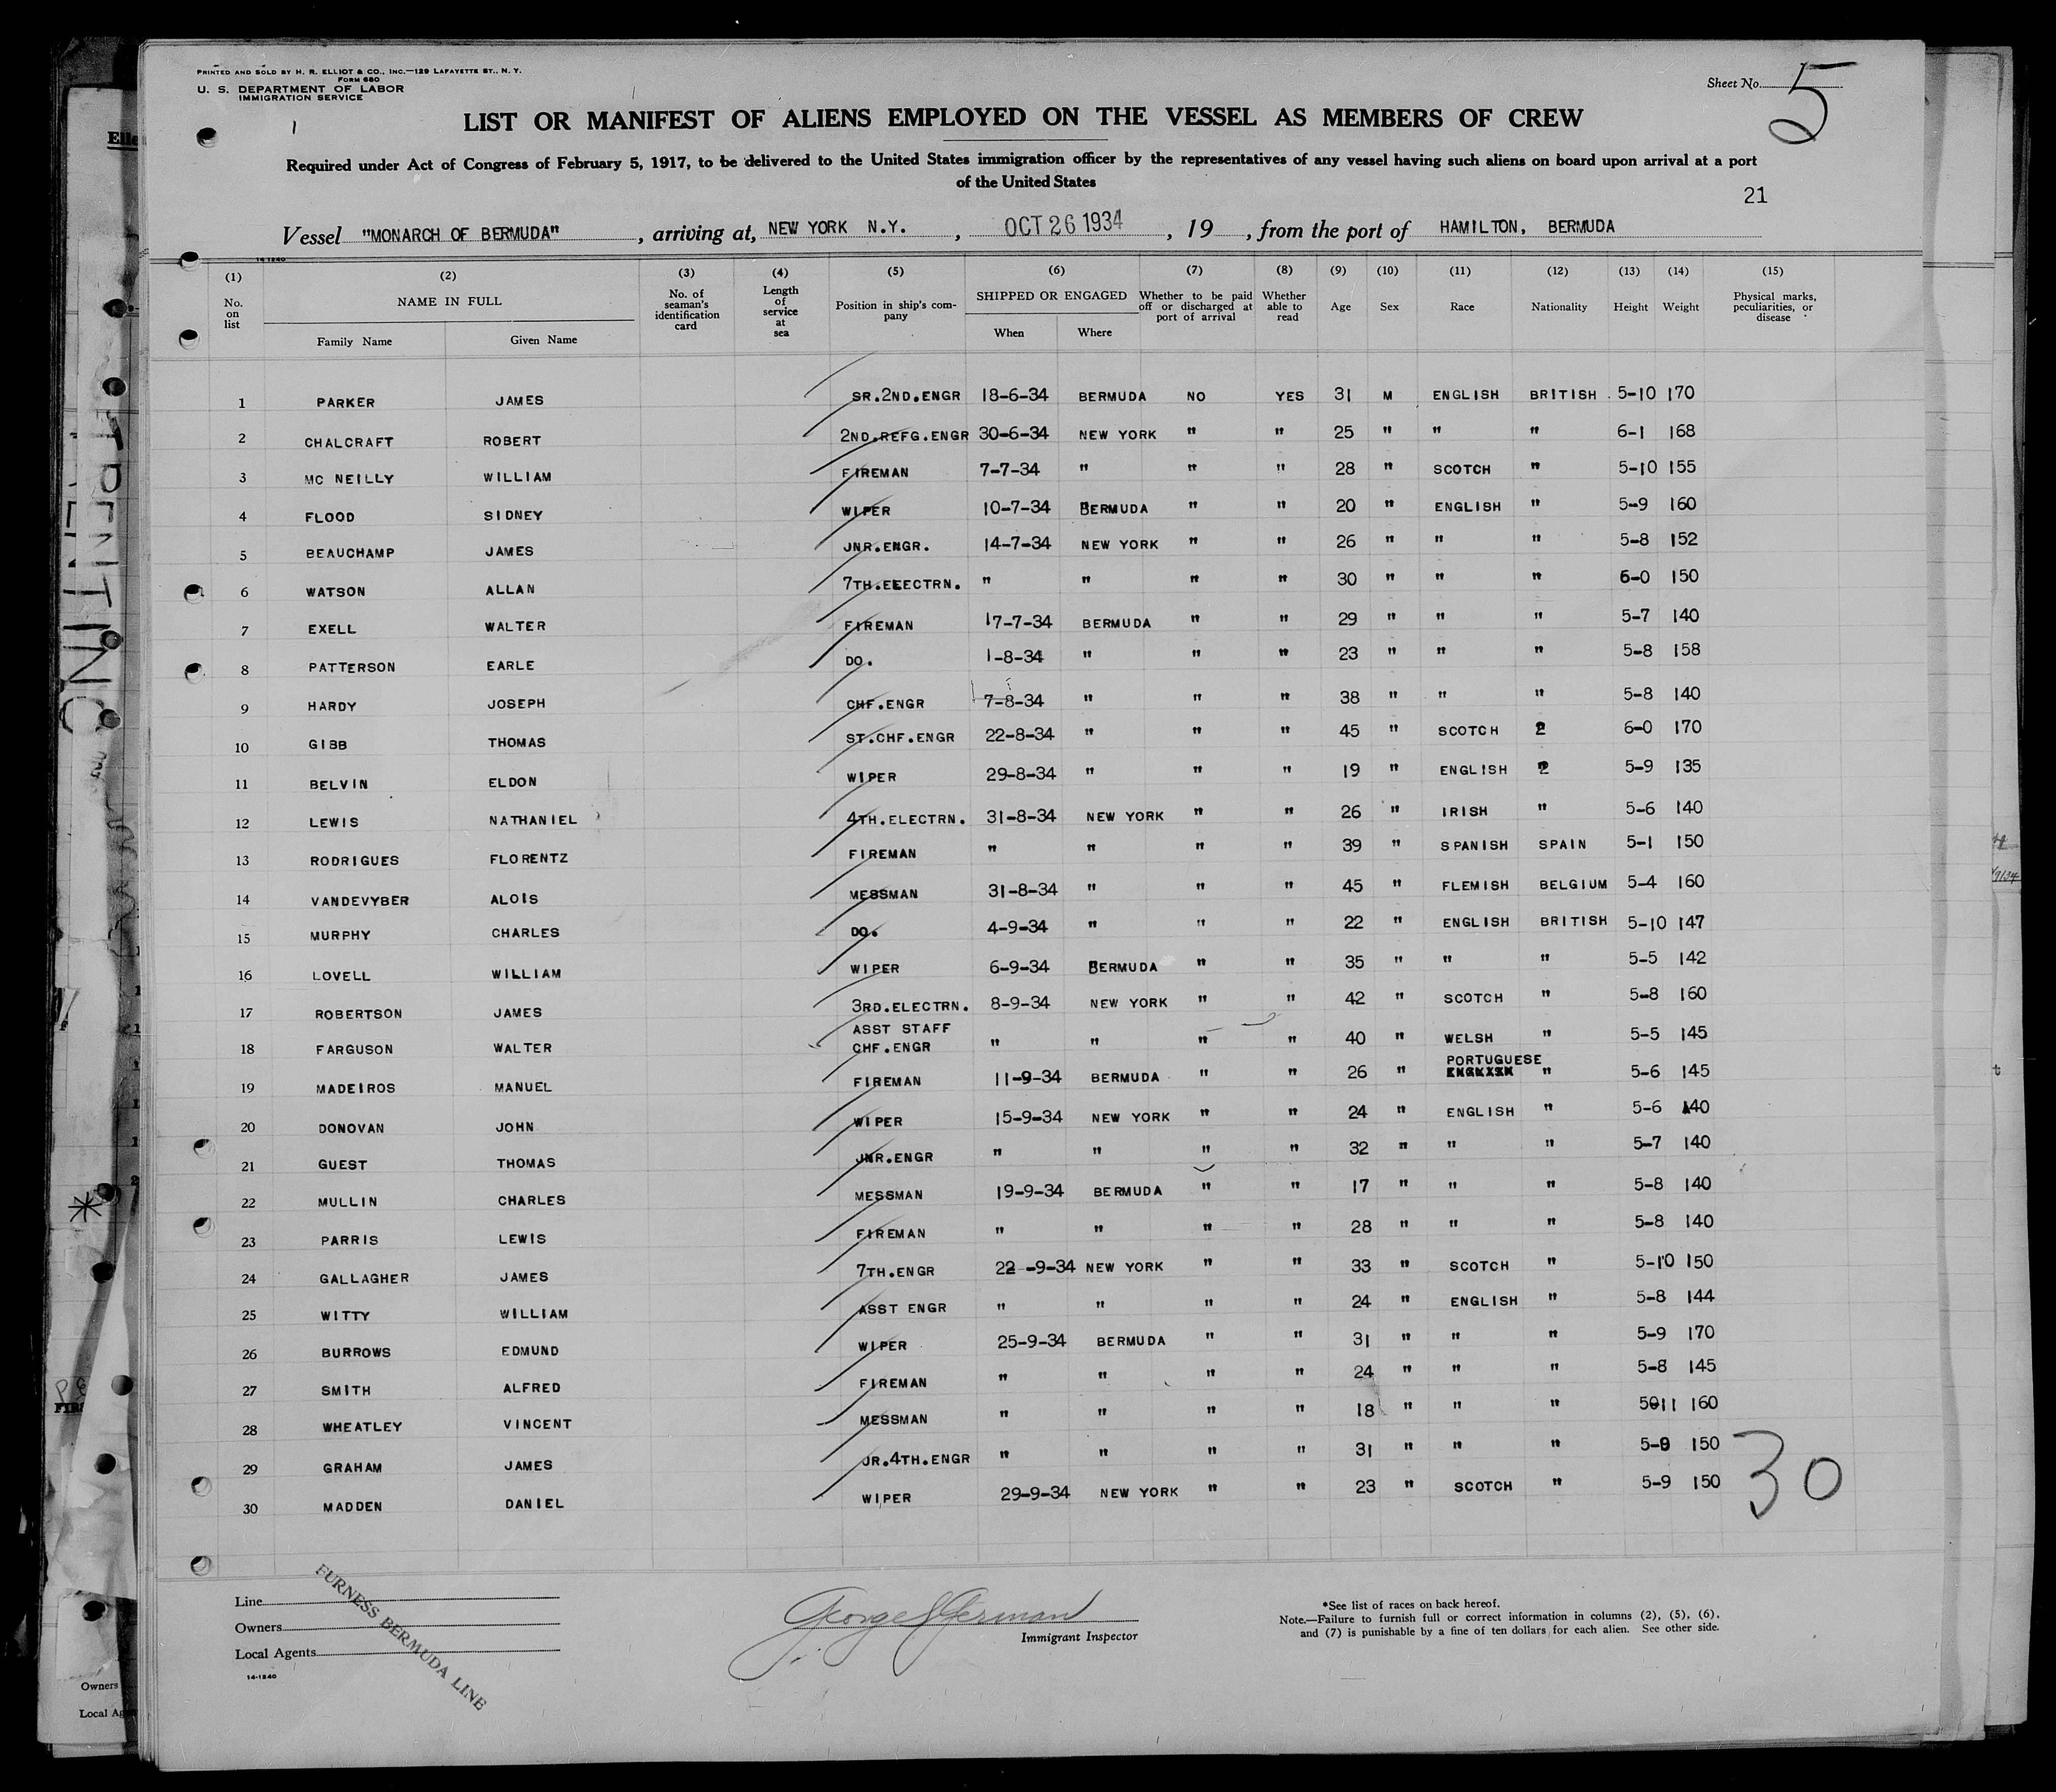 PRINTED AND SOLD BY H. R. ELLIOT & CO., INC.—129 LAFAYETTE ST., N. Y.
FORM 680
U. S. DEPARTMENT OF LABOR
IMMIGRATION SERVICE
Sheet No. 5
LIST OR MANIFEST OF ALIENS EMPLOYED ON THE VESSEL AS MEMBERS OF CREW
Required under Act of Congress of February 5, 1917, to be delivered to the United States immigration officer by the representatives of any vessel having such aliens on board upon arrival at a port
of the United States
21
Vessel "MONARCH OF BERMUDA" , arriving at, NEW YORK N.Y. , OCT 26 1934 , 19 , from the port of HAMILTON, BERMUDA
14-1240
(1) (2) (3) (4) (5) (6) (7) (8) (9) (10) (11) (12) (13) (14) (15)
No. on list NAME IN FULL Family Name Given Name No. of seaman's identification card Length of service at sea Position in ship's company SHIPPED OR ENGAGED When Where Whether to be paid off or discharged at port of arrival Whether able to read Age Sex Race Nationality Height Weight Physical marks, peculiarities, or disease
1 PARKER JAMES SR.2ND.ENGR 18-6-34 BERMUDA NO YES 31 M ENGLISH BRITISH 5-10 170
2 CHALCRAFT ROBERT 2ND.REFG.ENGR 30-6-34 NEW YORK " " 25 " " " 6-1 168
3 MC NEILLY WILLIAM FIREMAN 7-7-34 " " " 28 " SCOTCH " 5-10 155
4 FLOOD SIDNEY WIPER 10-7-34 BERMUDA " " 20 " ENGLISH " 5-9 160
5 BEAUCHAMP JAMES JNR.ENGR. 14-7-34 NEW YORK " " 26 " " " 5-8 152
6 WATSON ALLAN 7TH.ELECTRN. " " " " 30 " " " 6-0 150
7 EXELL WALTER FIREMAN 17-7-34 BERMUDA " " 29 " " " 5-7 140
8 PATTERSON EARLE DO. 1-8-34 " " " 23 " " " 5-8 158
9 HARDY JOSEPH CHF.ENGR 7-8-34 " " " 38 " " " 5-8 140
10 GIBB THOMAS ST.CHF.ENGR 22-8-34 " " " 45 " SCOTCH 2 6-0 170
11 BELVIN ELDON WIPER 29-8-34 " " " 19 " ENGLISH 2 5-9 135
12 LEWIS NATHANIEL 4TH.ELECTRN. 31-8-34 NEW YORK " " 26 " IRISH " 5-6 140
13 RODRIGUES FLORENTZ FIREMAN " " " " 39 " SPANISH SPAIN 5-1 150
14 VANDEVYBER ALOIS MESSMAN 31-8-34 " " " 45 " FLEMISH BELGIUM 5-4 160
15 MURPHY CHARLES DO. 4-9-34 " " " 22 " ENGLISH BRITISH 5-10 147
16 LOVELL WILLIAM WIPER 6-9-34 BERMUDA " " 35 " " " 5-5 142
17 ROBERTSON JAMES 3RD.ELECTRN. 8-9-34 NEW YORK " " 42 " SCOTCH " 5-8 160
18 FARGUSON WALTER ASST STAFF CHF.ENGR " " " " 40 " WELSH " 5-5 145
19 MADEIROS MANUEL FIREMAN 11-9-34 BERMUDA " " 26 " PORTUGUESE " 5-6 145
20 DONOVAN JOHN WIPER 15-9-34 NEW YORK " " 24 " ENGLISH " 5-6 140
21 GUEST THOMAS JNR.ENGR " " " " 32 " " " 5-7 140
22 MULLIN CHARLES MESSMAN 19-9-34 BERMUDA " " 17 " " " 5-8 140
23 PARRIS LEWIS FIREMAN " " " " 28 " " " 5-8 140
24 GALLAGHER JAMES 7TH.ENGR 22-9-34 NEW YORK " " 33 " SCOTCH " 5-10 150
25 WITTY WILLIAM ASST ENGR " " " " 24 " ENGLISH " 5-8 144
26 BURROWS EDMUND WIPER 25-9-34 BERMUDA " " 31 " " " 5-9 170
27 SMITH ALFRED FIREMAN " " " " 24 " " " 5-8 145
28 WHEATLEY VINCENT MESSMAN " " " " 18 " " " 5011 160
29 GRAHAM JAMES JR.4TH.ENGR " " " " 31 " " " 5-9 150
30 MADDEN DANIEL WIPER 29-9-34 NEW YORK " " 23 " SCOTCH " 5-9 150
30
Line
Owners
Local Agents
FURNESS BERMUDA LINE
14-1240
Immigrant Inspector
*See list of races on back hereof.
Note.—Failure to furnish full or correct information in columns (2), (5), (6),
and (7) is punishable by a fine of ten dollars for each alien. See other side.
Owners